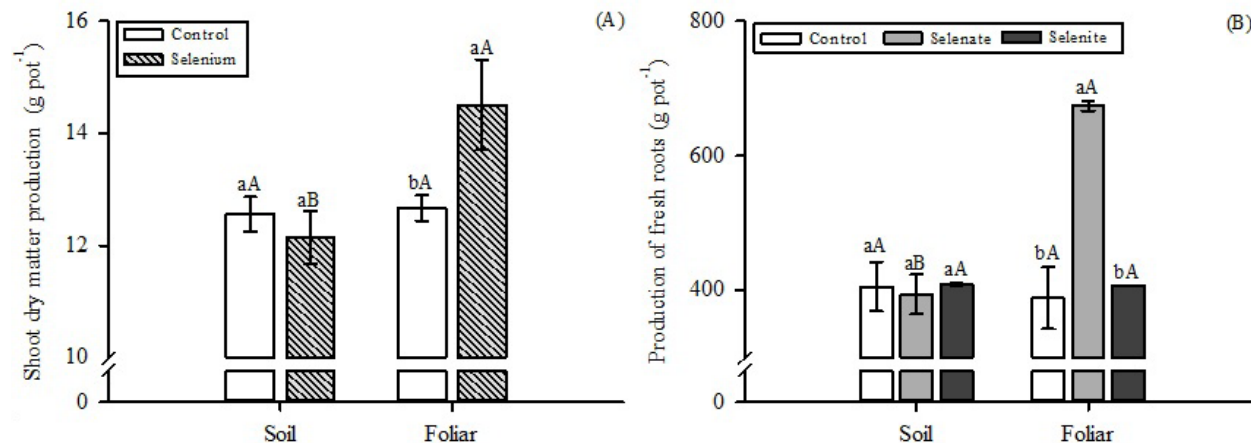 (A)
Control
Selenium
Shoot dry matter production (g pot⁻¹)
16
14
12
10
0
aA
aB
bA
aA
Soil
Foliar
(B)
Control
Selenate
Selenite
Production of fresh roots (g pot⁻¹)
800
600
400
0
aA
aB
aA
bA
aA
bA
Soil
Foliar